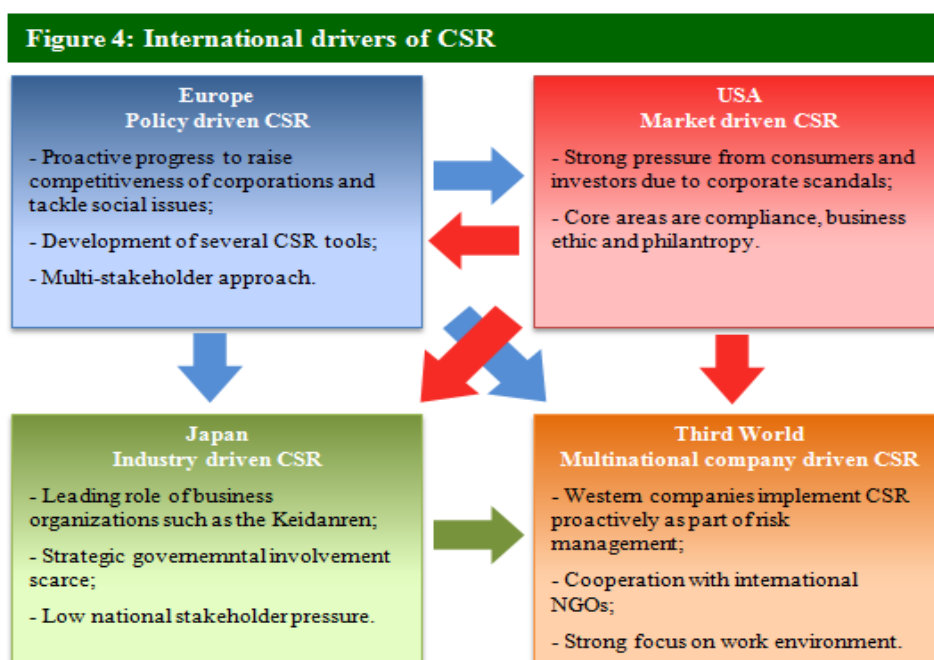 Figure 4: International drivers of CSR
Europe
Policy driven CSR
- Proactive progress to raise
competitiveness of corporations and
tackle social issues;
- Development of several CSR tools;
- Multi-stakeholder approach.
USA
Market driven CSR
- Strong pressure from consumers and
investors due to corporate scandals;
- Core areas are compliance, business
ethic and philantropy.
Japan
Industry driven CSR
- Leading role of business
organizations such as the Keidanren;
- Strategic governemntal involvement
scarce;
- Low national stakeholder pressure.
Third World
Multinational company driven CSR
- Western companies implement CSR
proactively as part of risk
management;
- Cooperation with international
NGOs;
- Strong focus on work environment.